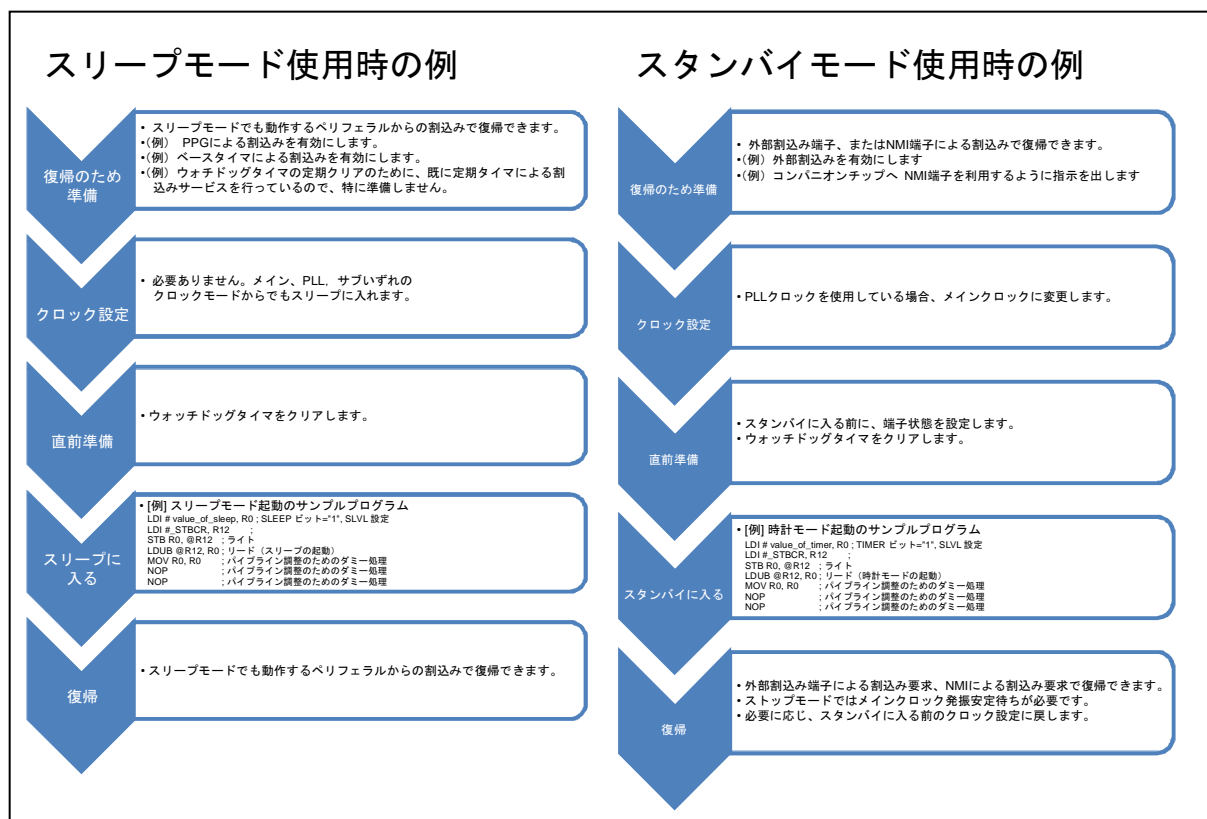 スリープモード使用時の例
復帰のため
準備
• スリープモードでも動作するペリフェラルからの割込みで復帰できます。
•(例) PPGによる割込みを有効にします。
•(例) ベースタイマによる割込みを有効にします。
•(例) ウォチドッグタイマの定期クリアのために、既に定期タイマによる割
込みサービスを行っているので、特に準備しません。
クロック設定
• 必要ありません。メイン、PLL, サブいずれの
クロックモードからでもスリープに入れます。
直前準備
• ウォッチドッグタイマをクリアします。
スリープに
入る
• [例] スリープモード起動のサンプルプログラム
LDI # value_of_sleep, R0 ; SLEEP ビット="1", SLVL 設定
LDI #_STBCR, R12 ;
STB R0, @R12 ; ライト
LDUB @R12, R0 ; リード（スリープの起動）
MOV R0, R0 ; パイプライン調整のためのダミー処理
NOP ; パイプライン調整のためのダミー処理
NOP ; パイプライン調整のためのダミー処理
復帰
• スリープモードでも動作するペリフェラルからの割込みで復帰できます。
スタンバイモード使用時の例
復帰のため準備
• 外部割込み端子、またはNMI端子による割込みで復帰できます。
•(例) 外部割込みを有効にします
•(例) コンパニオンチップへ NMI端子を利用するように指示を出します
クロック設定
• PLLクロックを使用している場合、メインクロックに変更します。
直前準備
• スタンバイに入る前に、端子状態を設定します。
• ウォッチドッグタイマをクリアします。
スタンバイに入る
• [例] 時計モード起動のサンプルプログラム
LDI # value_of_timer, R0 ; TIMER ビット="1", SLVL 設定
LDI #_STBCR, R12 ;
STB R0, @R12 ; ライト
LDUB @R12, R0 ; リード（時計モードの起動）
MOV R0, R0 ; パイプライン調整のためのダミー処理
NOP ; パイプライン調整のためのダミー処理
NOP ; パイプライン調整のためのダミー処理
復帰
• 外部割込み端子による割込み要求、NMIによる割込み要求で復帰できます。
• ストップモードではメインクロック発振安定待ちが必要です。
• 必要に応じ、スタンバイに入る前のクロック設定に戻します。